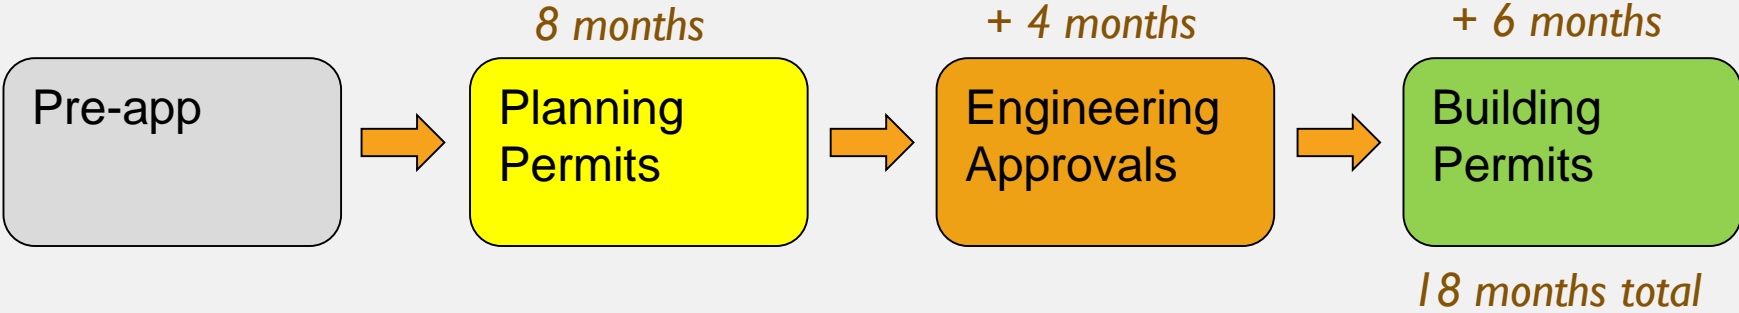 8 months
+ 4 months
+ 6 months
Pre-app
Planning
Permits
Engineering
Approvals
Building
Permits
18 months total